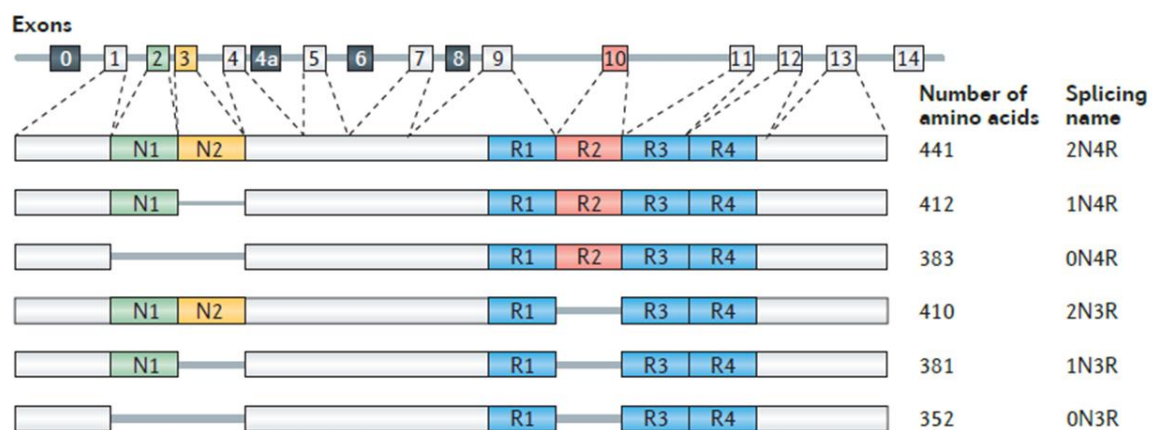 Exons
0 1 2 3 4 4a 5 6 7 8 9 10 11 12 13 14
Number of amino acids
Splicing name
N1 N2 R1 R2 R3 R4 441 2N4R
N1 R1 R2 R3 R4 412 1N4R
R1 R2 R3 R4 383 0N4R
N1 N2 R1 R3 R4 410 2N3R
N1 R1 R3 R4 381 1N3R
R1 R3 R4 352 0N3R